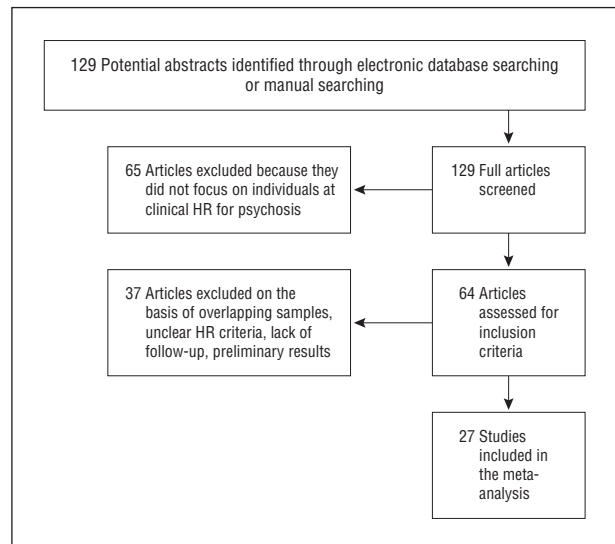 129 Potential abstracts identified through electronic database searching
or manual searching
65 Articles excluded because they
did not focus on individuals at
clinical HR for psychosis
129 Full articles
screened
37 Articles excluded on the
basis of overlapping samples,
unclear HR criteria, lack of
follow-up, preliminary results
64 Articles
assessed for
inclusion
criteria
27 Studies
included in
the meta-
analysis